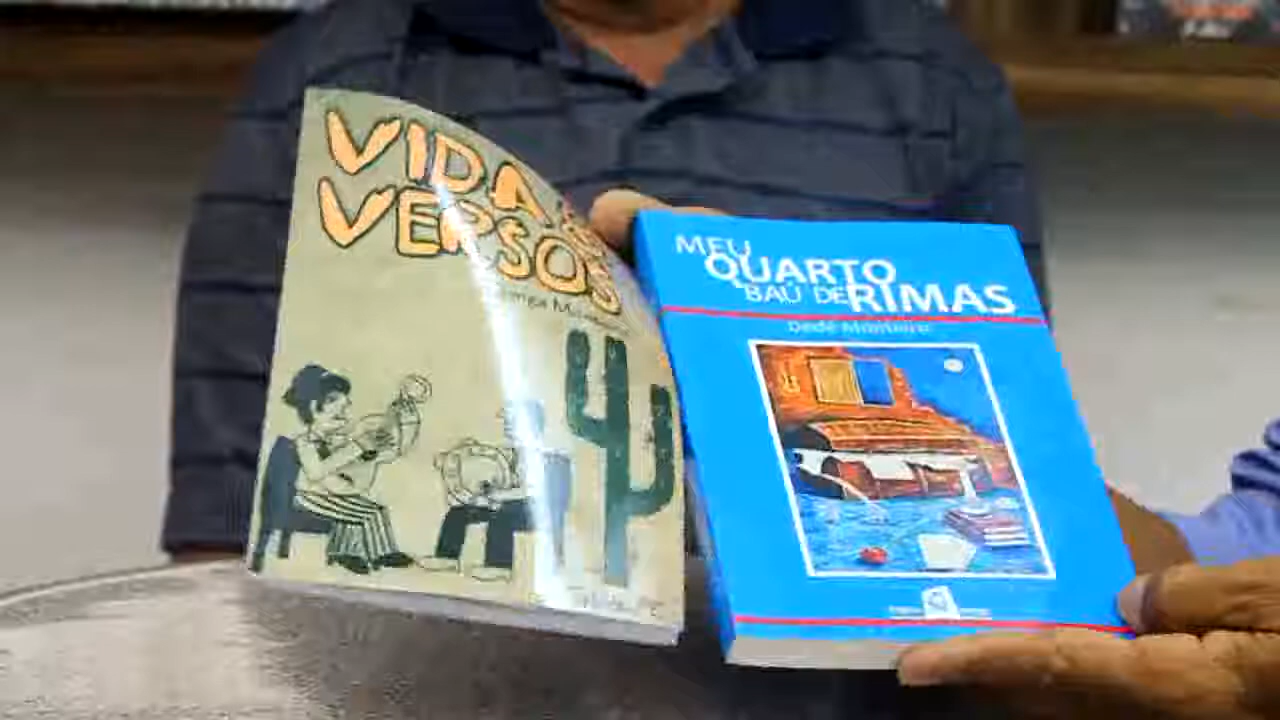 VIDA
VERSOS
MEU
QUARTO
BAÚ DE RIMAS
Dedé Monteiro